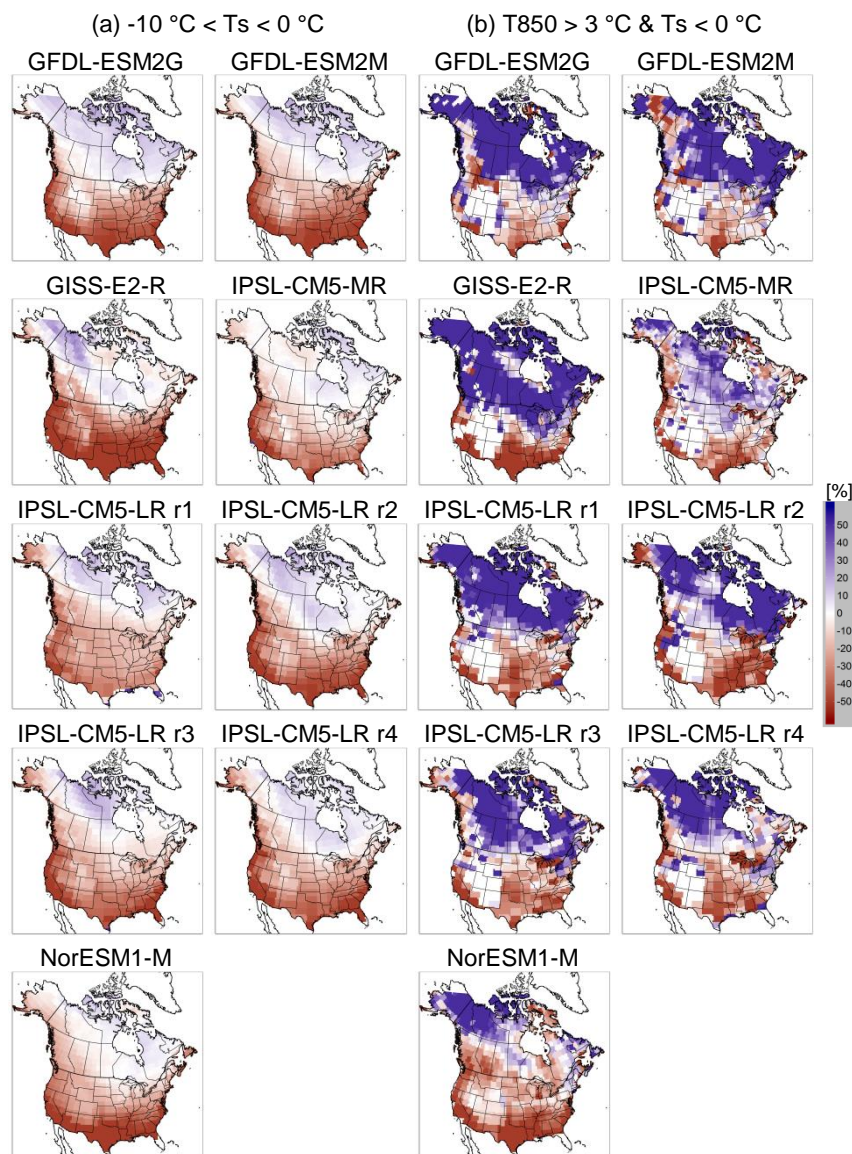 (a) -10 °C < Ts < 0 °C (b) T850 > 3 °C & Ts < 0 °C
GFDL-ESM2G GFDL-ESM2M GFDL-ESM2G GFDL-ESM2M
GISS-E2-R IPSL-CM5-MR GISS-E2-R IPSL-CM5-MR
[%]
IPSL-CM5-LR r1 IPSL-CM5-LR r2 IPSL-CM5-LR r1 IPSL-CM5-LR r2
50
40
30
20
10
0
-10
-20
-30
-40
-50
IPSL-CM5-LR r3 IPSL-CM5-LR r4 IPSL-CM5-LR r3 IPSL-CM5-LR r4
NorESM1-M NorESM1-M